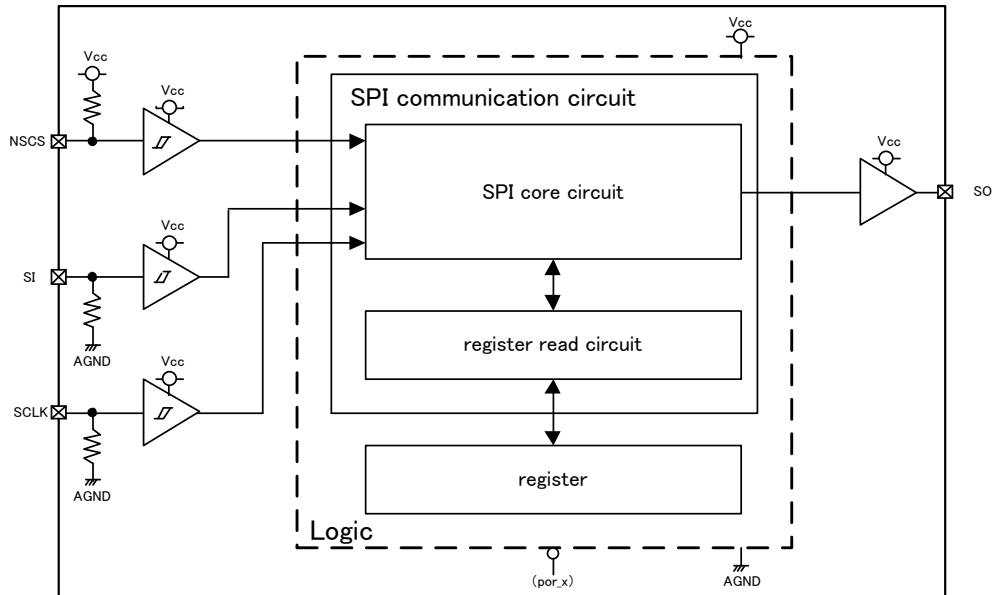 Vcc
Vcc
Vcc
NSCS
SPI communication circuit
SPI core circuit
Vcc
SO
Vcc
SI
AGND
register read circuit
Vcc
SCLK
AGND
register
Logic
(por_x)
AGND